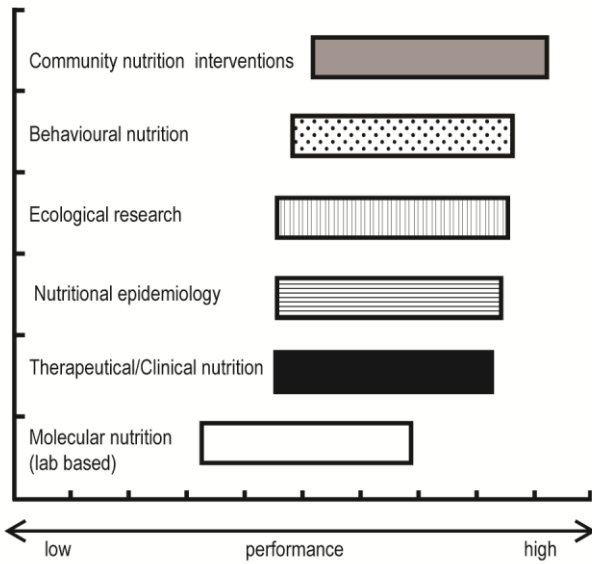 Community nutrition interventions
Behavioural nutrition
Ecological research
Nutritional epidemiology
Therapeutical/Clinical nutrition
Molecular nutrition
(lab based)
low performance high